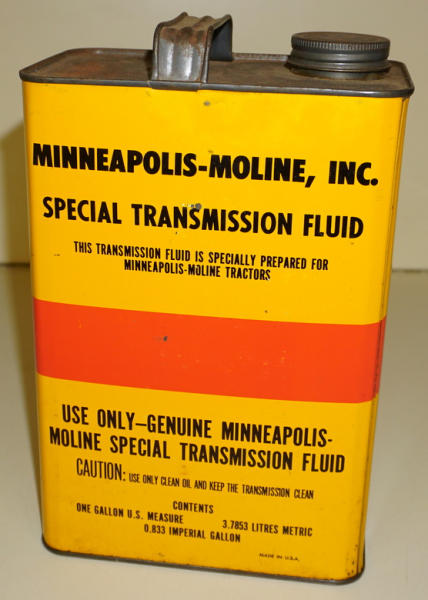 MINNEAPOLIS-MOLINE, INC.
SPECIAL TRANSMISSION FLUID
THIS TRANSMISSION FLUID IS SPECIALLY PREPARED FOR
MINNEAPOLIS-MOLINE TRACTORS
USE ONLY–GENUINE MINNEAPOLIS-
MOLINE SPECIAL TRANSMISSION FLUID
CAUTION: USE ONLY CLEAN OIL AND KEEP THE TRANSMISSION CLEAN
CONTENTS
ONE GALLON U.S. MEASURE 3.7853 LITRES METRIC
0.833 IMPERIAL GALLON
MADE IN U.S.A.